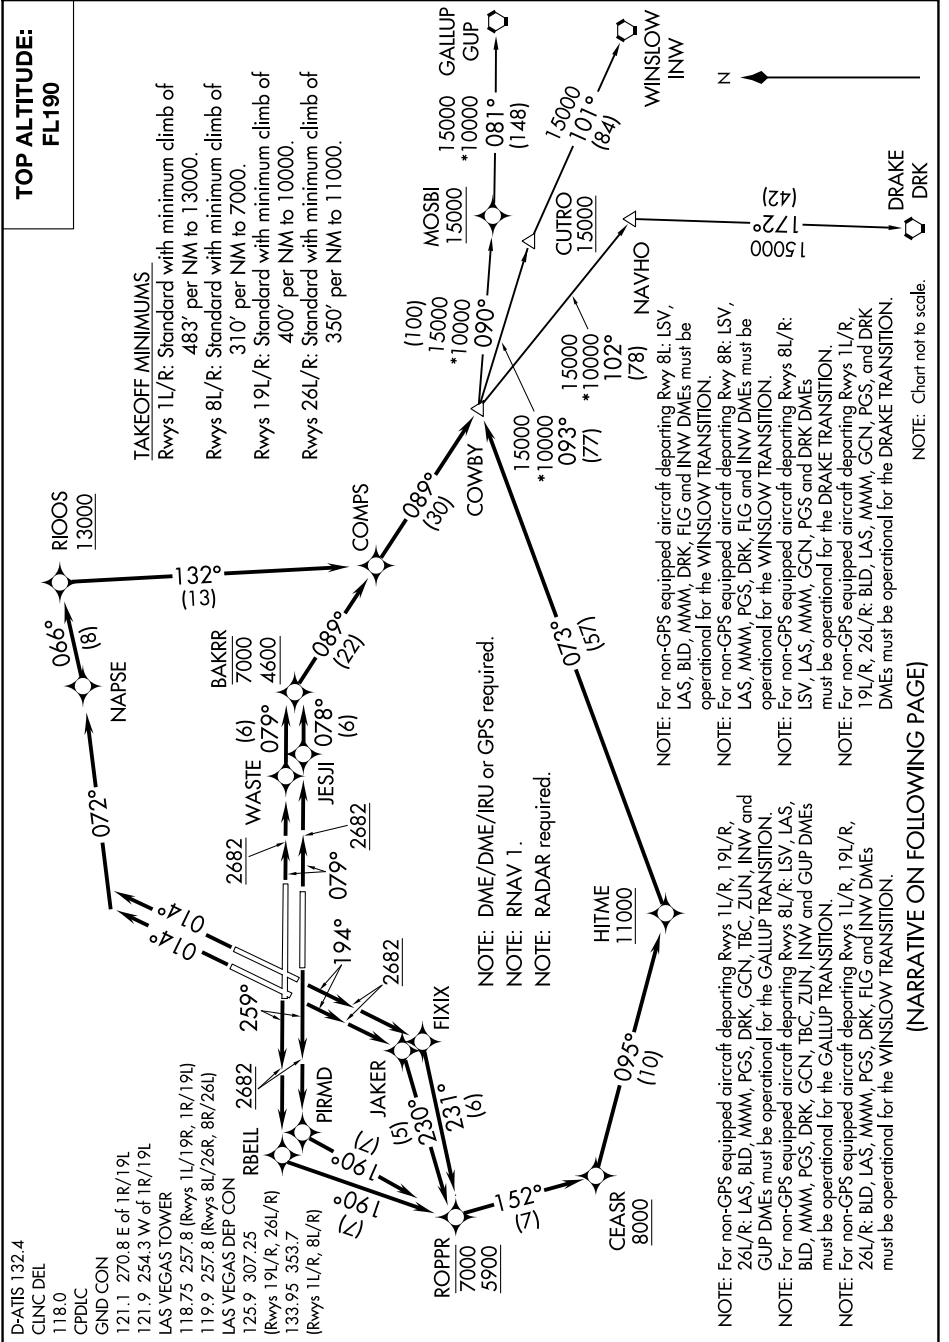 TOP ALTITUDE:
FL190
D-ATIS 132.4
CLNC DEL
118.0
CPDLC
GND CON
121.1 270.8 E of 1R/19L
121.9 254.3 W of 1R/19L
LAS VEGAS TOWER
118.75 257.8 (Rwys 1L/19R, 1R/19L)
119.9 257.8 (Rwys 8L/26R, 8R/26L)
LAS VEGAS DEP CON
125.9 307.25
(Rwys 19L/R, 26L/R)
133.95 353.7
(Rwys 1L/R, 8L/R)
TAKEOFF MINIMUMS
Rwys 1L/R: Standard with minimum climb of
483' per NM to 13000.
Rwys 8L/R: Standard with minimum climb of
310' per NM to 7000.
Rwys 19L/R: Standard with minimum climb of
400' per NM to 10000.
Rwys 26L/R: Standard with minimum climb of
350' per NM to 11000.
RIOOS
13000
066°
(8)
NAPSE
072°
014°
014°
132°
(13)
COMPS
089°
(30)
BAKRR
7000
4600
089°
(22)
(6)
079°
WASTE
078°
(6)
JESJI
2682
2682
079°
194°
2682
259°
2682
RBELL
PIRMD
190°
(7)
190°
(7)
JAKER
FIXIX
(5)
230°
231°
(6)
ROPPR
7000
5900
152°
(7)
CEASR
8000
095°
(10)
HITME
11000
073°
(57)
COWBY
(100)
15000
*10000
090°
MOSBI
15000
15000
*10000
081°
(148)
GALLUP
GUP
15000
*10000
093°
(77)
CUTRO
15000
15000
101°
(84)
WINSLOW
INW
15000
*10000
102°
(78)
NAVHO
15000
172°
(42)
DRAKE
DRK
N
NOTE: DME/DME/IRU or GPS required.
NOTE: RNAV 1.
NOTE: RADAR required.
NOTE: For non-GPS equipped aircraft departing Rwys 1L/R, 19L/R,
26L/R: LAS, BLD, MMM, PGS, DRK, GCN, TBC, ZUN, INW and
GUP DMEs must be operational for the GALLUP TRANSITION.
NOTE: For non-GPS equipped aircraft departing Rwys 8L/R: LSV, LAS,
BLD, MMM, PGS, DRK, GCN, TBC, ZUN, INW and GUP DMEs
must be operational for the GALLUP TRANSITION.
NOTE: For non-GPS equipped aircraft departing Rwys 1L/R, 19L/R,
26L/R: BLD, LAS, MMM, PGS, DRK, FLG and INW DMEs
must be operational for the WINSLOW TRANSITION.
NOTE: For non-GPS equipped aircraft departing Rwy 8L: LSV,
LAS, BLD, MMM, DRK, FLG and INW DMEs must be
operational for the WINSLOW TRANSITION.
NOTE: For non-GPS equipped aircraft departing Rwy 8R: LSV,
LAS, MMM, PGS, DRK, FLG and INW DMEs must be
operational for the WINSLOW TRANSITION.
NOTE: For non-GPS equipped aircraft departing Rwys 8L/R:
LSV, LAS, MMM, GCN, PGS and DRK DMEs
must be operational for the DRAKE TRANSITION.
NOTE: For non-GPS equipped aircraft departing Rwys 1L/R,
19L/R, 26L/R: BLD, LAS, MMM, GCN, PGS, and DRK
DMEs must be operational for the DRAKE TRANSITION.
NOTE: Chart not to scale.
(NARRATIVE ON FOLLOWING PAGE)